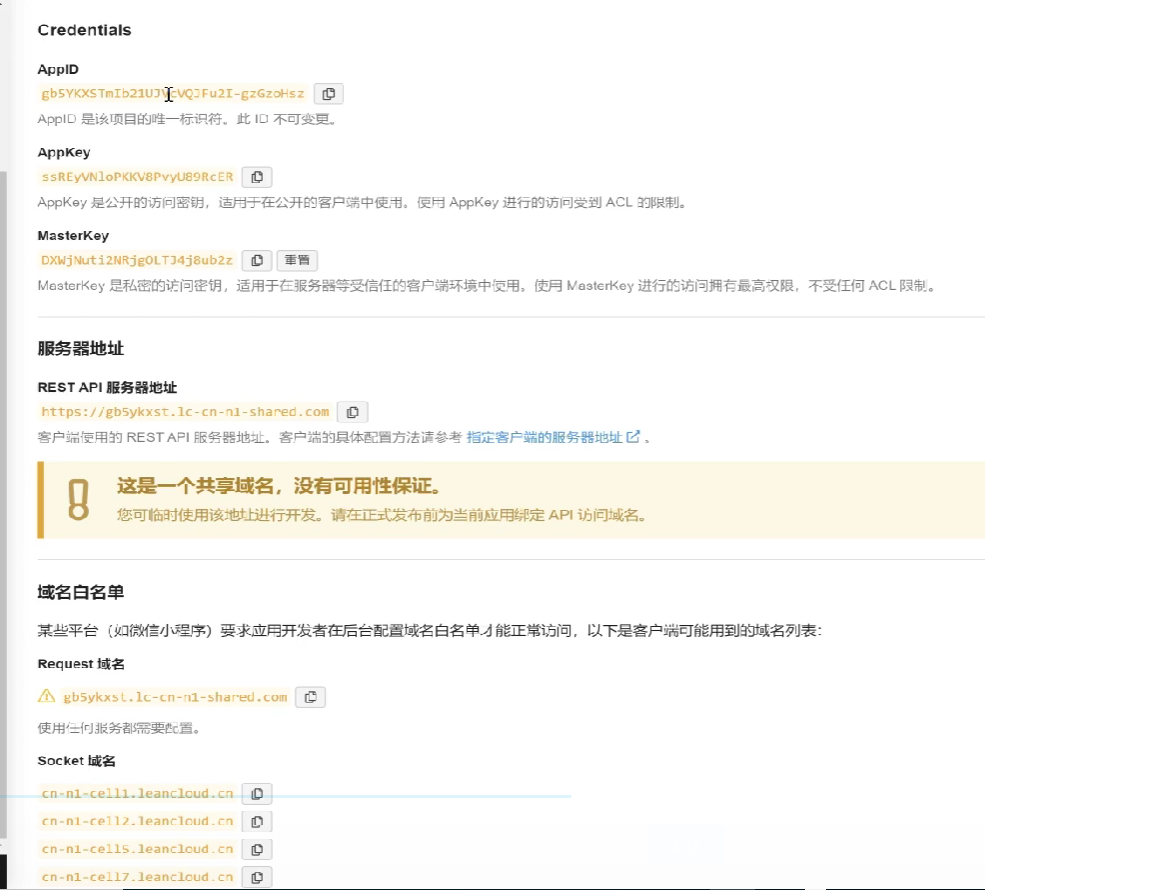 Credentials
AppID
gb5YKXSTmIb21UJVcVQJFu2I-gzGzoHsz
AppID 是该项目的唯一标识符。此 ID 不可变更。
AppKey
ssREyVNloPKKV8PvyU89RcER
AppKey 是公开的访问密钥，适用于在公开的客户端中使用。使用 AppKey 进行的访问受到 ACL 的限制。
MasterKey
DXWjNuti2NRjgOLTJ4j8ub2z 重置
MasterKey 是私密的访问密钥，适用于在服务器等受信任的客户端环境中使用。使用 MasterKey 进行的访问拥有最高权限，不受任何 ACL 限制。
服务器地址
REST API 服务器地址
https://gb5ykxst.lc-cn-n1-shared.com
客户端使用的 REST API 服务器地址。客户端的具体配置方法请参考 指定客户端的服务器地址 。
这是一个共享域名，没有可用性保证。
您可临时使用该地址进行开发。请在正式发布前为当前应用绑定 API 访问域名。
域名白名单
某些平台（如微信小程序）要求应用开发者在后台配置域名白名单才能正常访问，以下是客户端可能用到的域名列表：
Request 域名
gb5ykxst.lc-cn-n1-shared.com
使用任何服务都需要配置。
Socket 域名
cn-n1-cell1.leancloud.cn
cn-n1-cell2.leancloud.cn
cn-n1-cell5.leancloud.cn
cn-n1-cell7.leancloud.cn